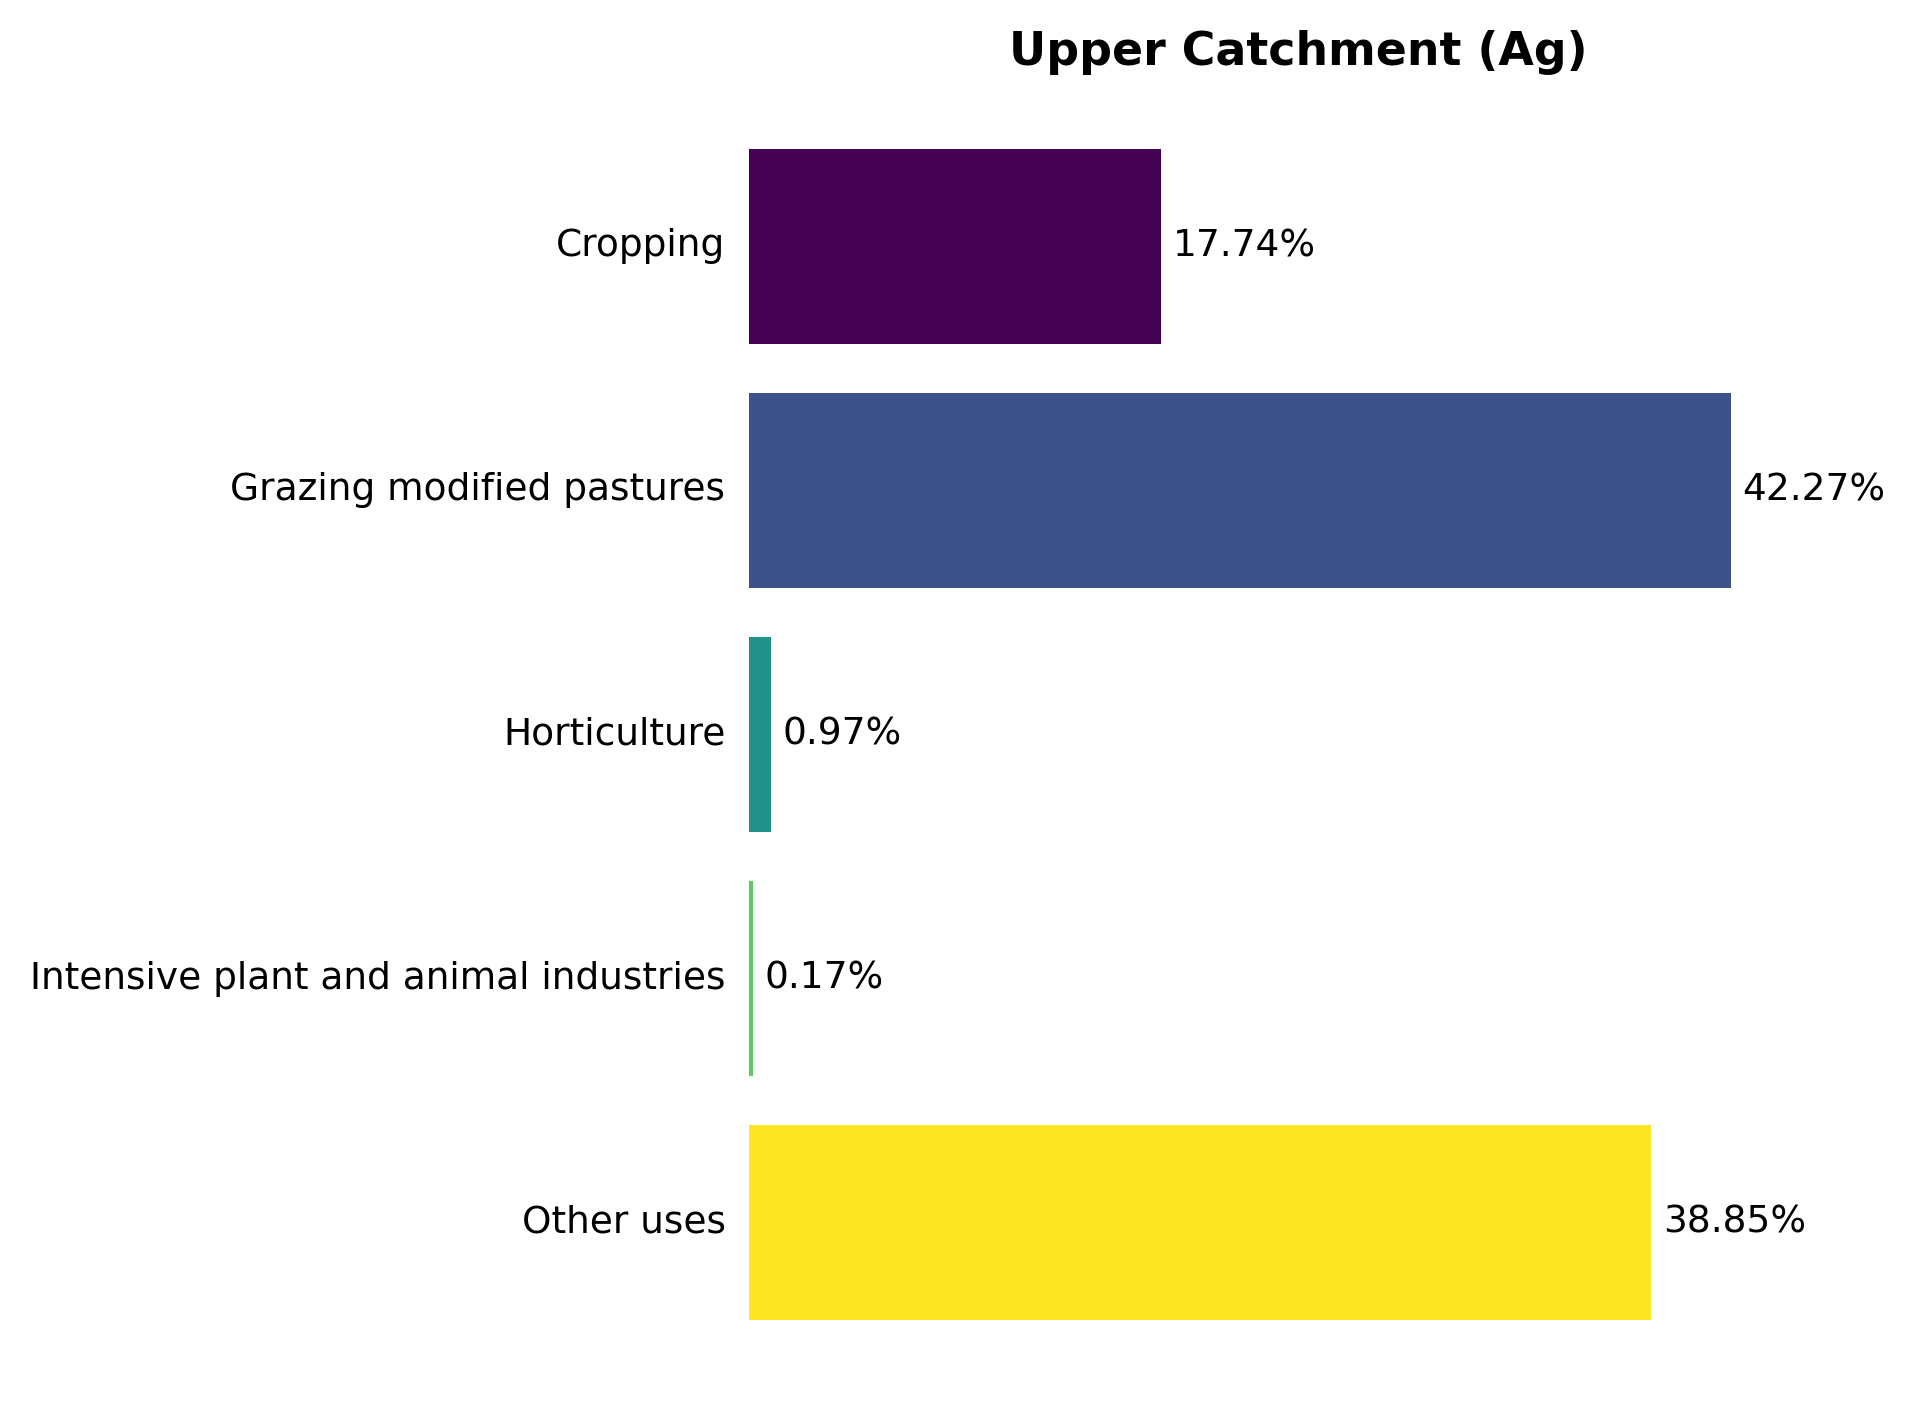 Upper Catchment (Ag)
Cropping 17.74%
Grazing modified pastures 42.27%
Horticulture 0.97%
Intensive plant and animal industries 0.17%
Other uses 38.85%